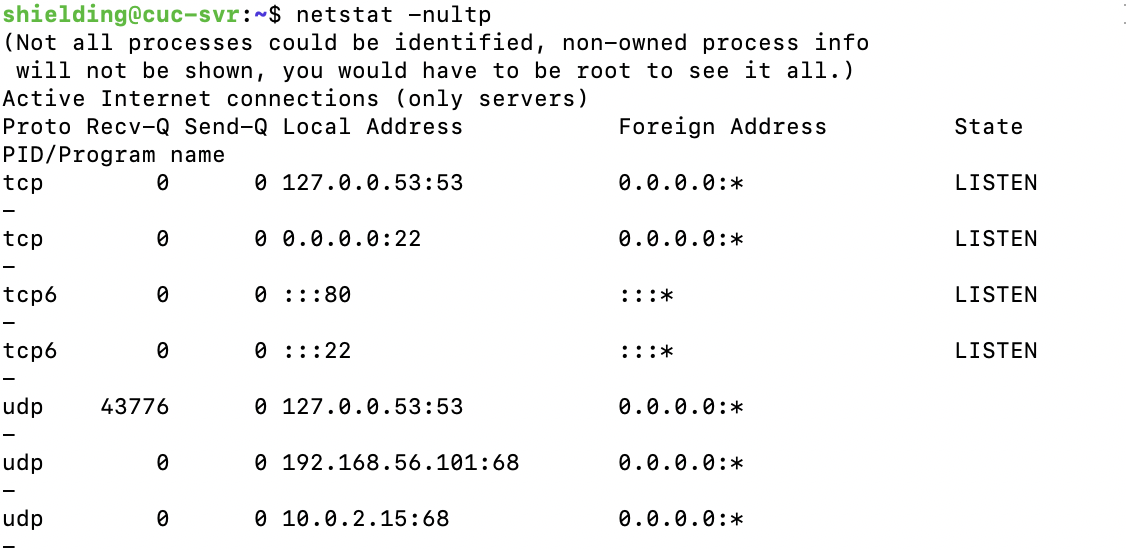 shielding@cuc-svr:~$ netstat -nultp
(Not all processes could be identified, non-owned process info
 will not be shown, you would have to be root to see it all.)
Active Internet connections (only servers)
Proto Recv-Q Send-Q Local Address           Foreign Address         State
PID/Program name
tcp        0      0 127.0.0.53:53           0.0.0.0:*               LISTEN
-
tcp        0      0 0.0.0.0:22              0.0.0.0:*               LISTEN
-
tcp6       0      0 :::80                   :::*                    LISTEN
-
tcp6       0      0 :::22                   :::*                    LISTEN
-
udp    43776      0 127.0.0.53:53           0.0.0.0:*
-
udp        0      0 192.168.56.101:68       0.0.0.0:*
-
udp        0      0 10.0.2.15:68            0.0.0.0:*
-